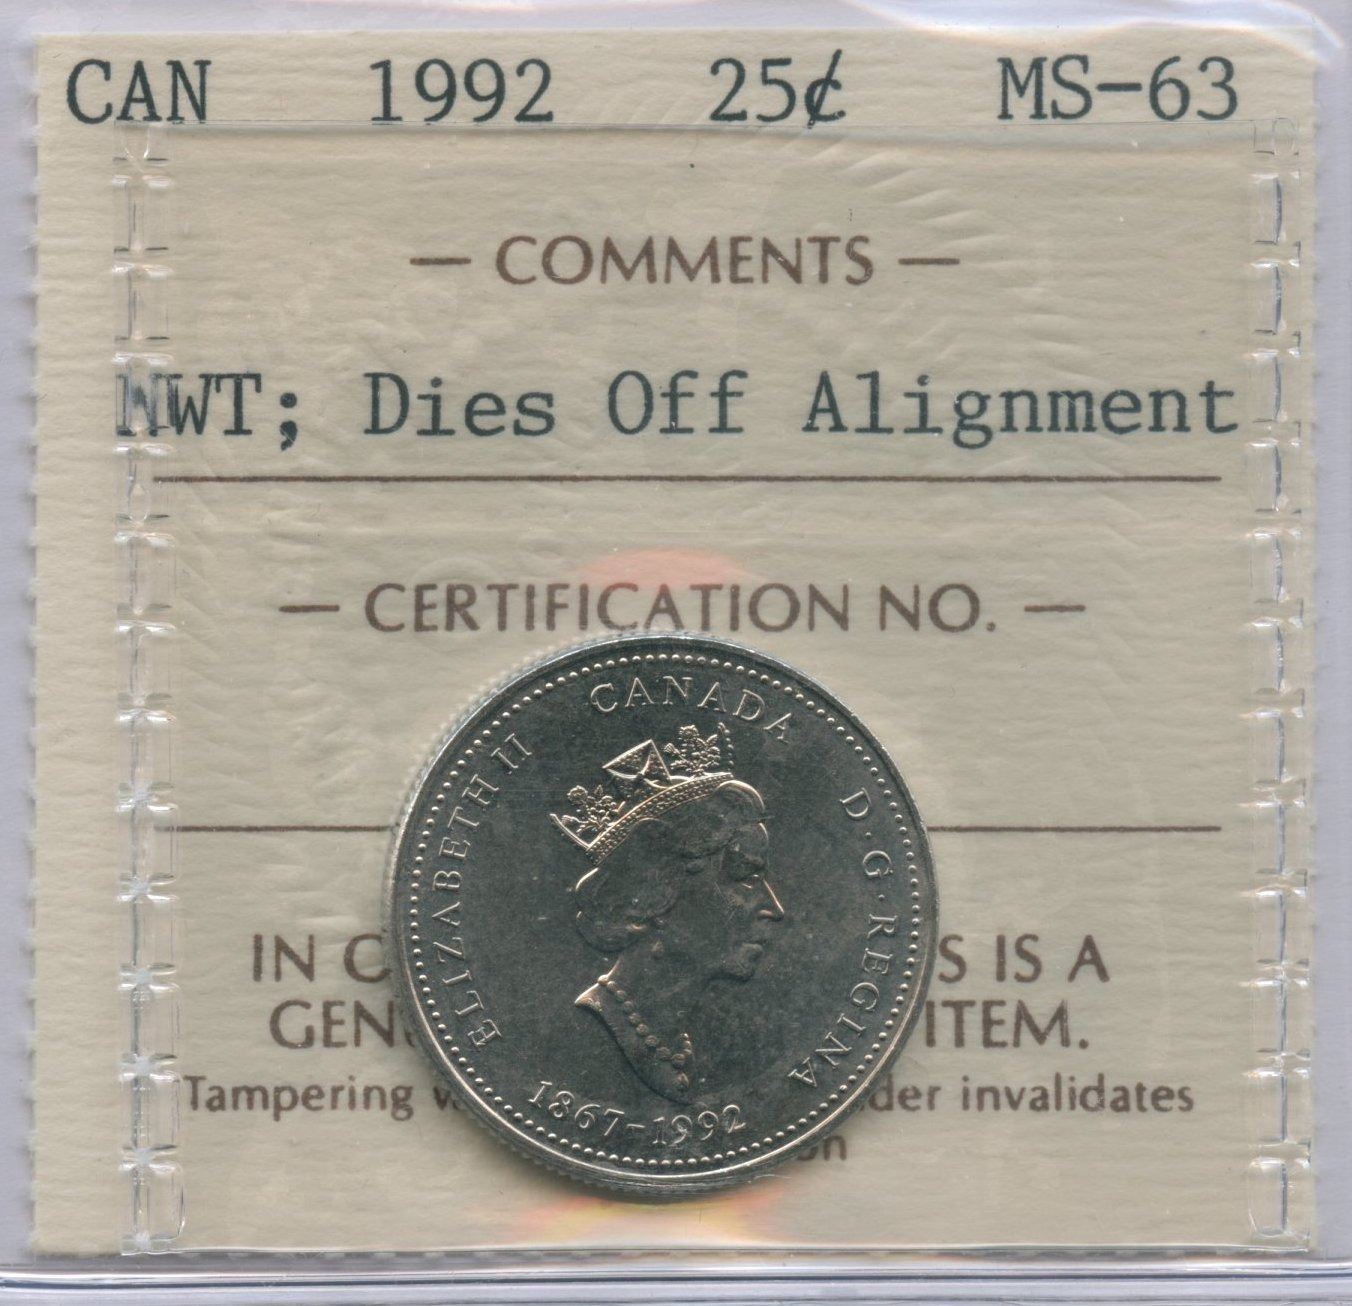 CAN 1992 25¢ MS-63
— COMMENTS —
NWT; Dies Off Alignment
— CERTIFICATION NO. —
CANADA
ELIZABETH II
D·G·REGINA
1867-1992
IN C S IS A
GEN ITEM.
Tampering der invalidates
on